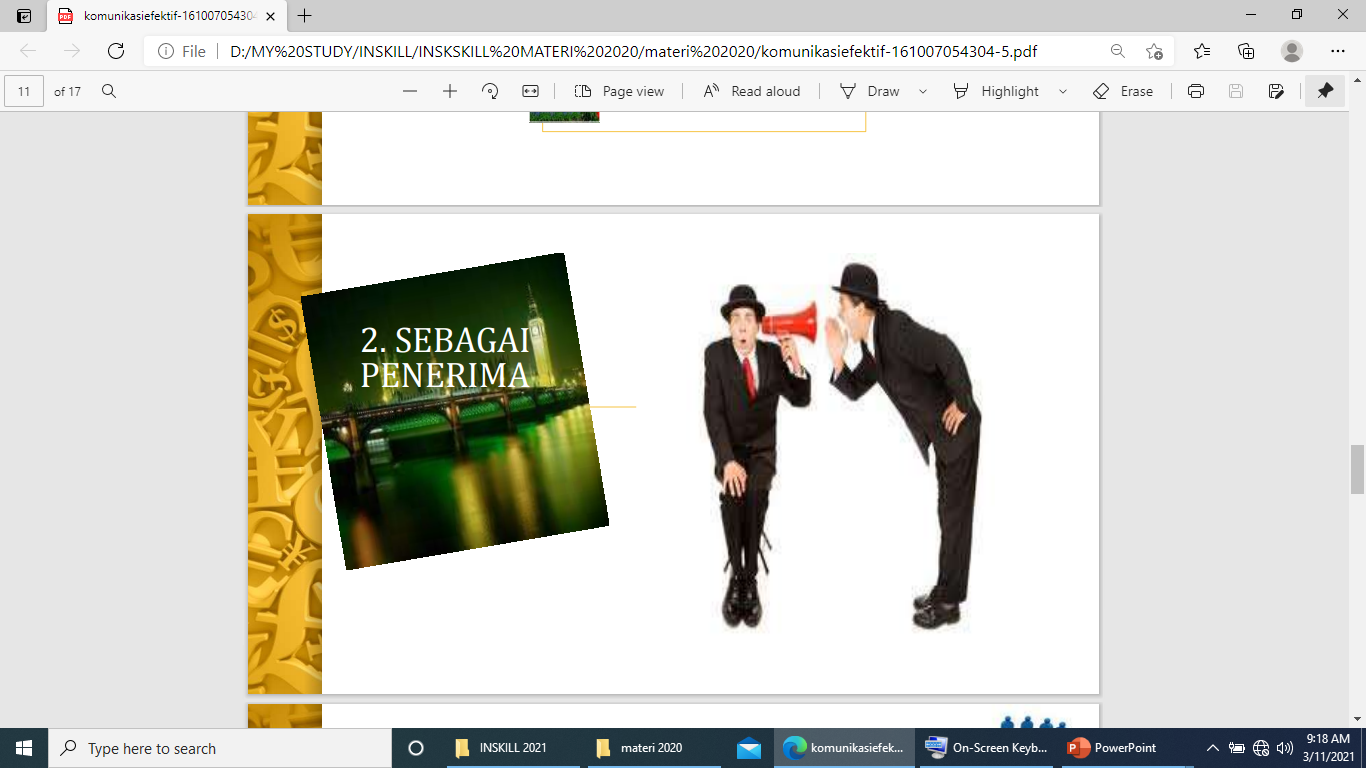 komunikasiefektif-161007054304
File
D:/MY%20STUDY/INSKILL/INSKSKILL%20MATERI%202020/materi%202020/komunikasiefektif-161007054304-5.pdf
11
of 17
Page view
Read aloud
Draw
Highlight
Erase
2. SEBAGAI
PENERIMA
Type here to search
INSKILL 2021
materi 2020
komunikasiefek...
On-Screen Keyb...
PowerPoint
9:18 AM
3/11/2021